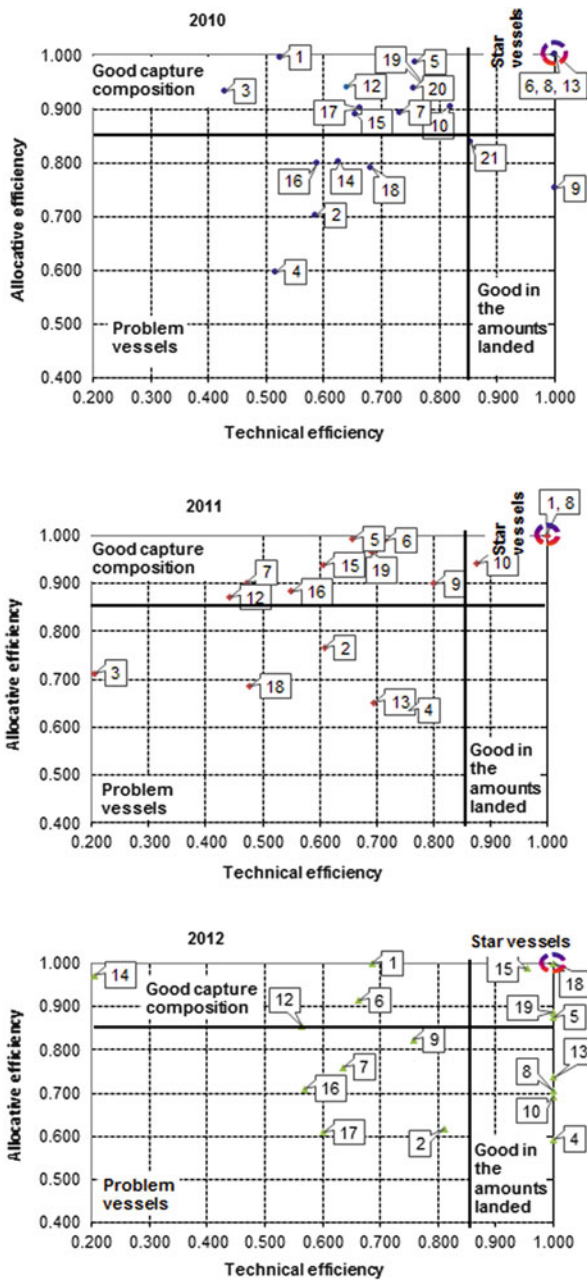 2010
Star
vessels
1.000
Good capture
composition
1
3
12
19
5
20
6, 8, 13
0.900
17
15
7
10
0.800
16
14
18
21
9
0.700
2
0.600
4
0.500
Problem
vessels
Good in
the
amounts
landed
0.400
0.200
0.300
0.400
0.500
0.600
0.700
0.800
0.900
1.000
Allocative efficiency
Technical efficiency
2011
Star
vessels
1, 8
1.000
Good capture
composition
5
6
7
15
19
10
0.900
12
16
9
0.800
2
0.700
3
18
13
4
0.600
0.500
Problem
vessels
Good in
the
amounts
landed
0.400
0.200
0.300
0.400
0.500
0.600
0.700
0.800
0.900
1.000
Allocative efficiency
Technical efficiency
2012
Star vessels
1.000
14
1
15
18
Good capture
composition
0.900
12
6
19
5
9
13
0.800
7
8
0.700
16
10
0.600
17
2
4
0.500
Problem
vessels
Good in
the
amounts
landed
0.400
0.200
0.300
0.400
0.500
0.600
0.700
0.800
0.900
1.000
Allocative efficiency
Technical efficiency